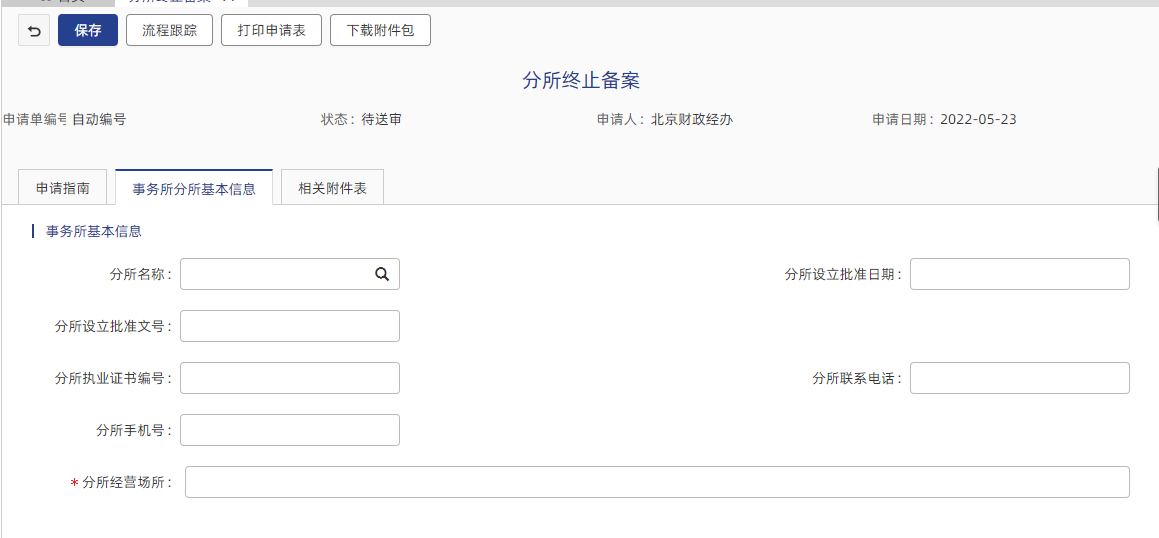 保存 流程跟踪 打印申请表 下载附件包
分所终止备案
申请单编号 自动编号 状态： 待送审 申请人： 北京财政经办 申请日期： 2022-05-23
申请指南 事务所分所基本信息 相关附件表
事务所基本信息
分所名称： 分所设立批准日期：
分所设立批准文号：
分所执业证书编号： 分所联系电话：
分所手机号：
* 分所经营场所：